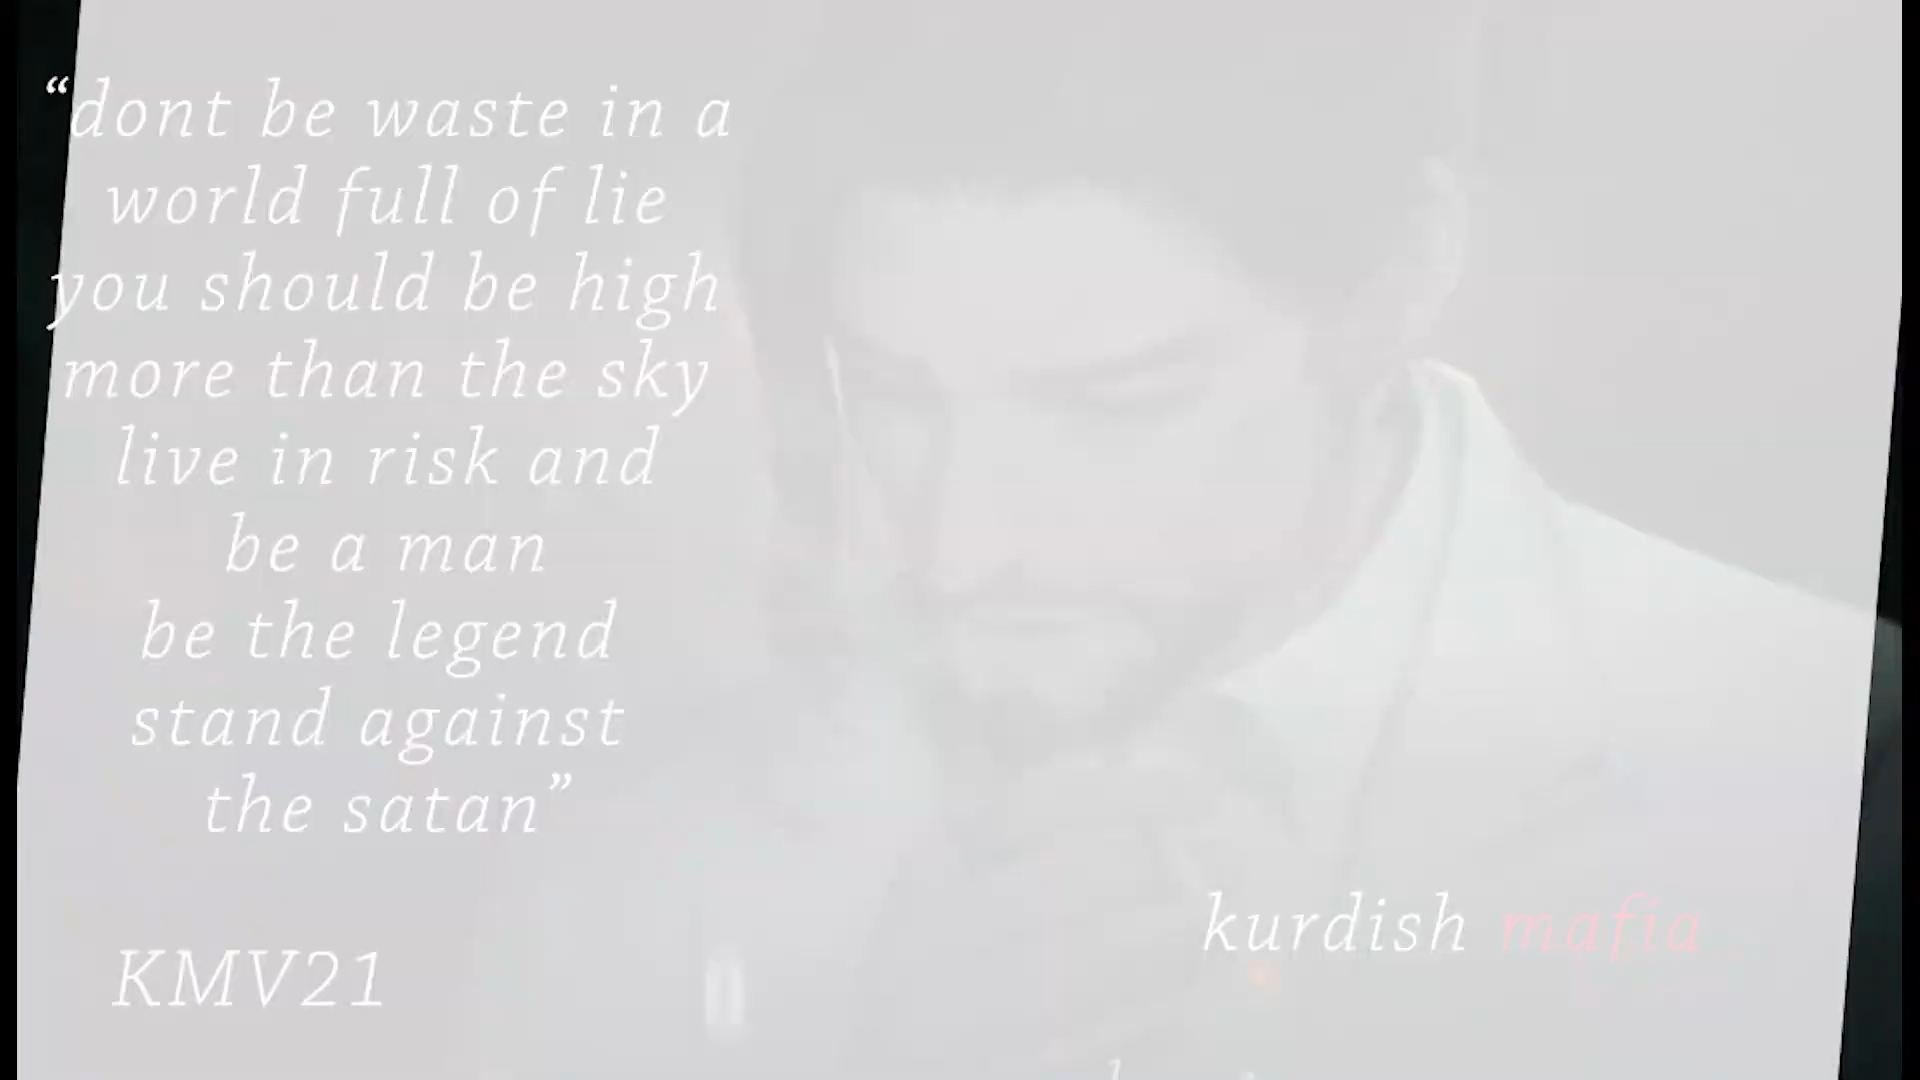 “dont be waste in a
world full of lie
you should be high
more than the sky
live in risk and
be a man
be the legend
stand against
the satan”
KMV21
kurdish mafia